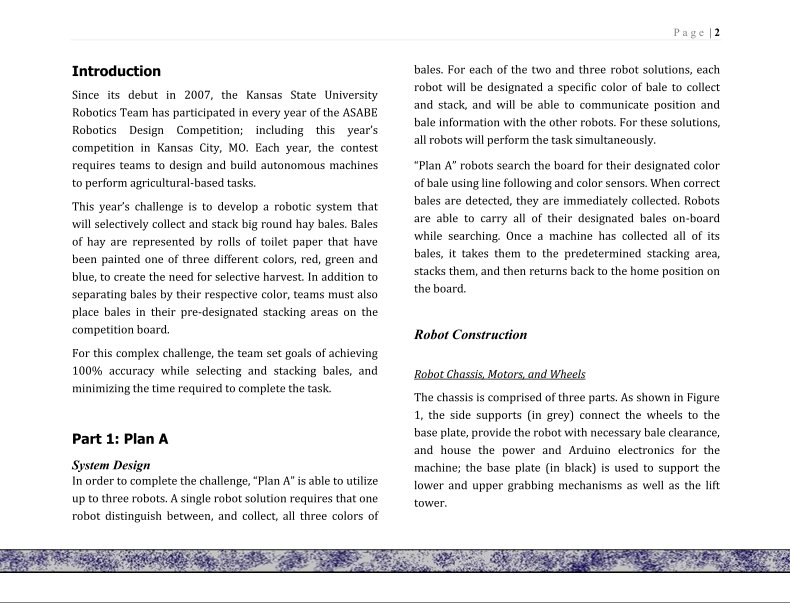 Page | 2
Introduction
Since its debut in 2007, the Kansas State University
Robotics Team has participated in every year of the ASABE
Robotics Design Competition; including this year's
competition in Kansas City, MO. Each year, the contest
requires teams to design and build autonomous machines
to perform agricultural-based tasks.
This year's challenge is to develop a robotic system that
will selectively collect and stack big round hay bales. Bales
of hay are represented by rolls of toilet paper that have
been painted one of three different colors, red, green and
blue, to create the need for selective harvest. In addition to
separating bales by their respective color, teams must also
place bales in their pre-designated stacking areas on the
competition board.
For this complex challenge, the team set goals of achieving
100% accuracy while selecting and stacking bales, and
minimizing the time required to complete the task.
Part 1: Plan A
System Design
In order to complete the challenge, "Plan A" is able to utilize
up to three robots. A single robot solution requires that one
robot distinguish between, and collect, all three colors of
bales. For each of the two and three robot solutions, each
robot will be designated a specific color of bale to collect
and stack, and will be able to communicate position and
bale information with the other robots. For these solutions,
all robots will perform the task simultaneously.
"Plan A" robots search the board for their designated color
of bale using line following and color sensors. When correct
bales are detected, they are immediately collected. Robots
are able to carry all of their designated bales on-board
while searching. Once a machine has collected all of its
bales, it takes them to the predetermined stacking area,
stacks them, and then returns back to the home position on
the board.
Robot Construction
Robot Chassis, Motors, and Wheels
The chassis is comprised of three parts. As shown in Figure
1, the side supports (in grey) connect the wheels to the
base plate, provide the robot with necessary bale clearance,
and house the power and Arduino electronics for the
machine; the base plate (in black) is used to support the
lower and upper grabbing mechanisms as well as the lift
tower.